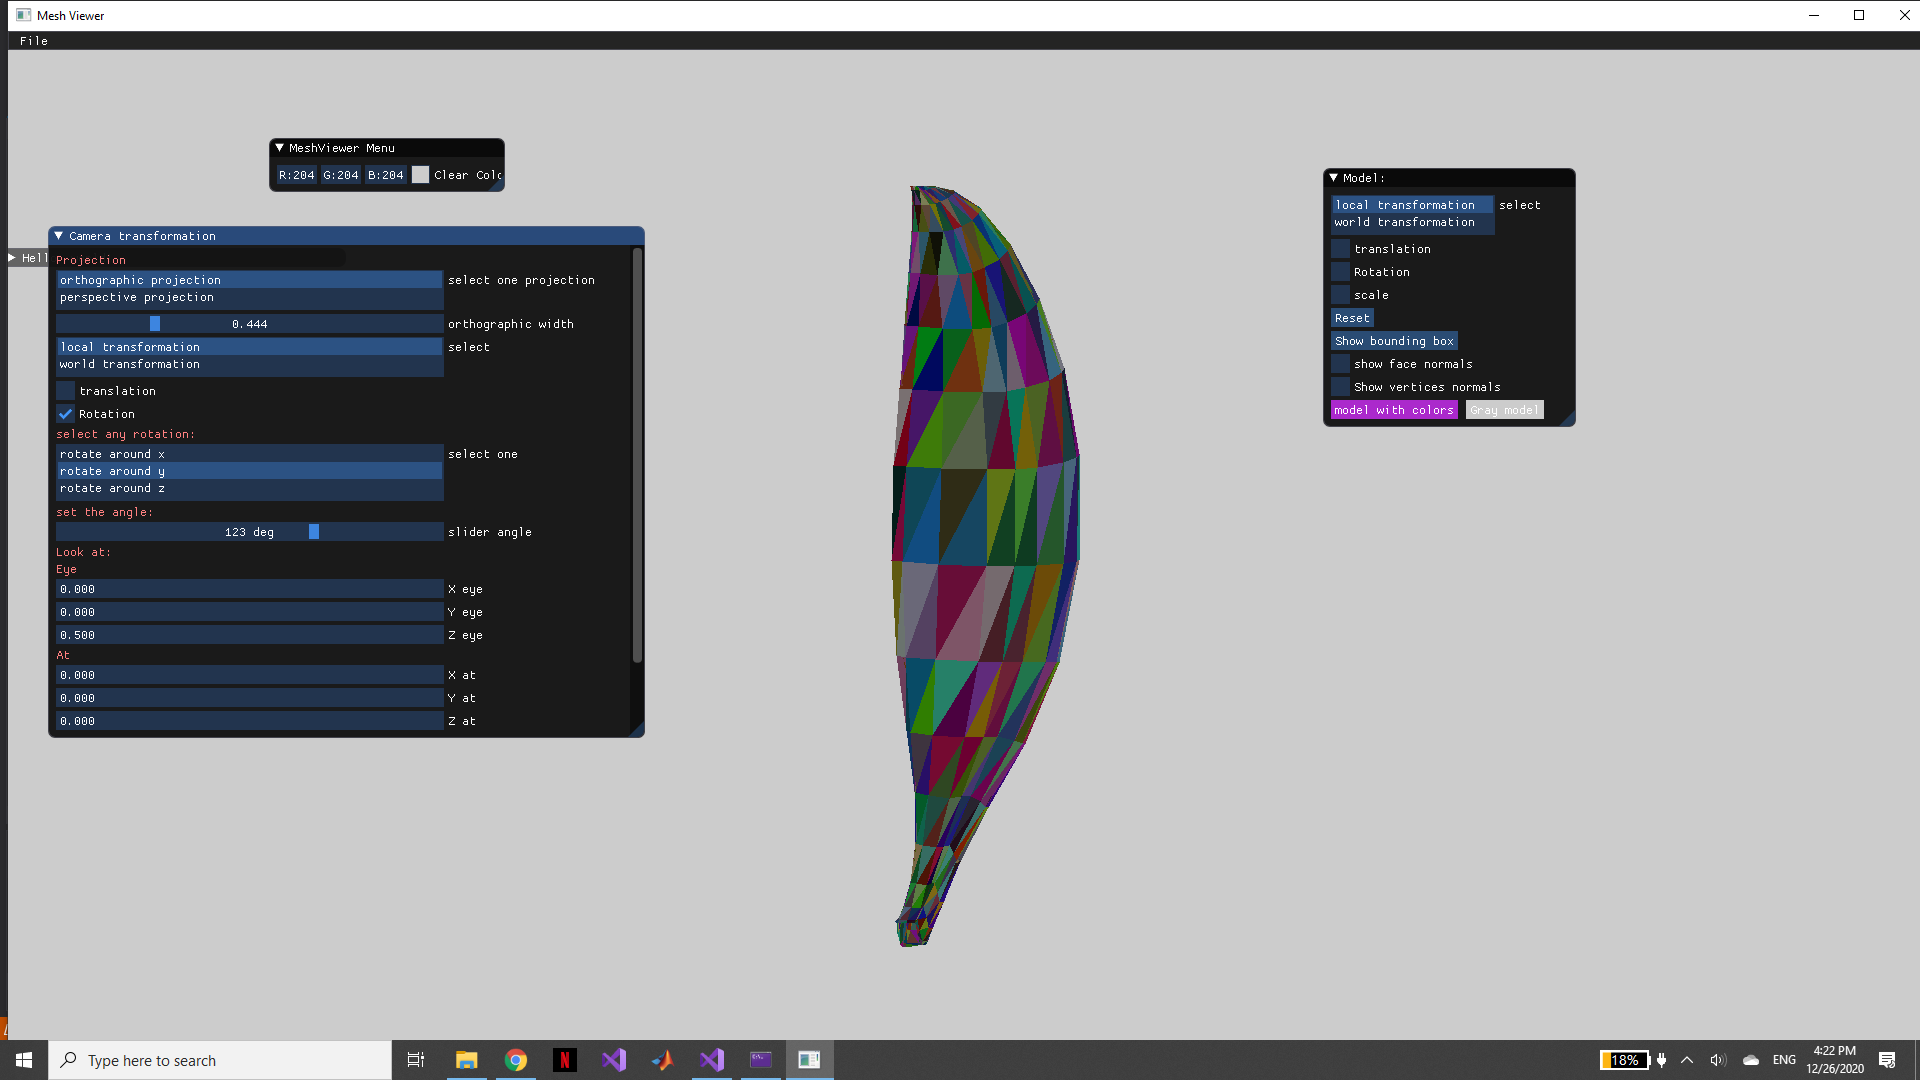 Mesh Viewer
File
MeshViewer Menu
R:204 G:204 B:204 Clear Colo
Camera transformation
Hell
Projection
orthographic projection select one projection
perspective projection
0.444 orthographic width
local transformation select
world transformation
translation
Rotation
select any rotation:
rotate around x select one
rotate around y
rotate around z
set the angle:
123 deg slider angle
Look at:
Eye
0.000 X eye
0.000 Y eye
0.500 Z eye
At
0.000 X at
0.000 Y at
0.000 Z at
Model:
local transformation select
world transformation
translation
Rotation
scale
Reset
Show bounding box
show face normals
Show vertices normals
model with colors Gray model
Type here to search
18%
ENG
4:22 PM
12/26/2020